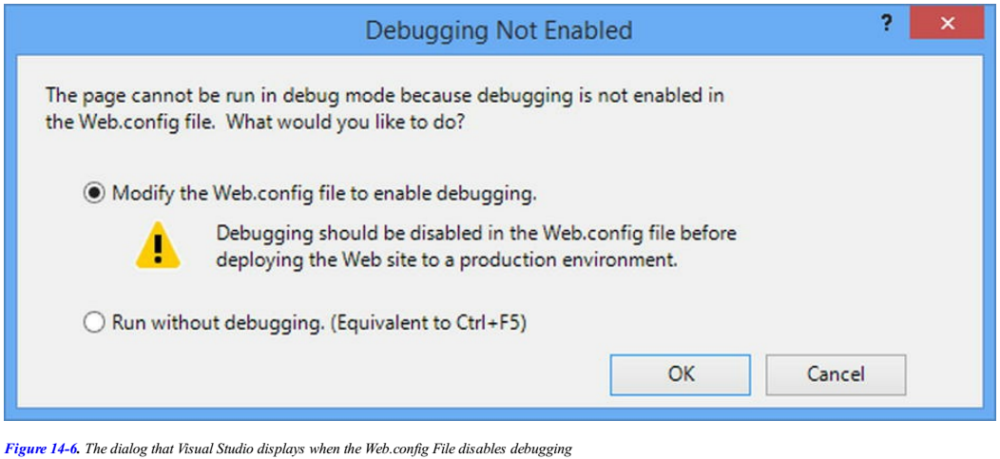 Debugging Not Enabled
?
The page cannot be run in debug mode because debugging is not enabled in
the Web.config file. What would you like to do?
Modify the Web.config file to enable debugging.
Debugging should be disabled in the Web.config file before
deploying the Web site to a production environment.
Run without debugging. (Equivalent to Ctrl+F5)
OK
Cancel
Figure 14-6. The dialog that Visual Studio displays when the Web.config File disables debugging